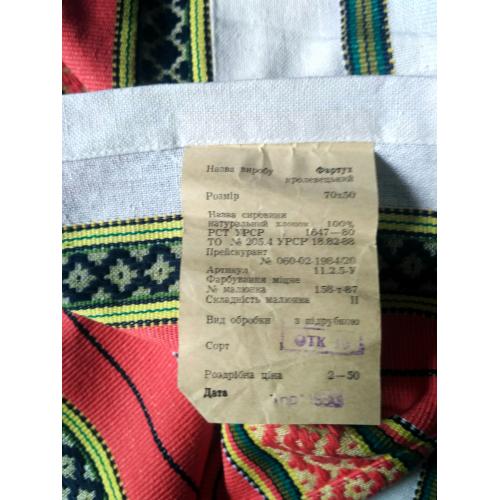 Назва виробу Фартух
кролевецький
Розмір 70х50
Назва сировини
натуральний хлопок 100%
РСТ УРСР 1647—80
ТО № 205.4 УРСР 18.82-88
Прейскурант
№ 060-02-1984/20
Артикул 11.2.5-У
Фарбування міцне
№ малюнка 158-т-87
Складність малюнка II
Вид обробки з підрубкою
Сорт ОТК
Роздрібна ціна 2—50
Дата